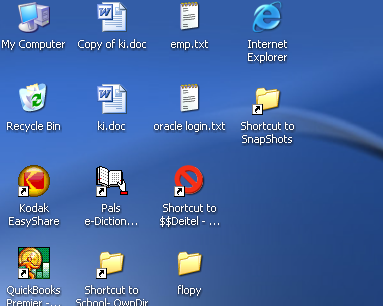 My Computer
Copy of ki.doc
emp.txt
Internet
Explorer
Recycle Bin
ki.doc
oracle login.txt
Shortcut to
SnapShots
Kodak
EasyShare
Pals
e-Diction...
Shortcut to
$$Deitel - ...
QuickBooks
Premier -...
Shortcut to
School- OwnDir
flopy